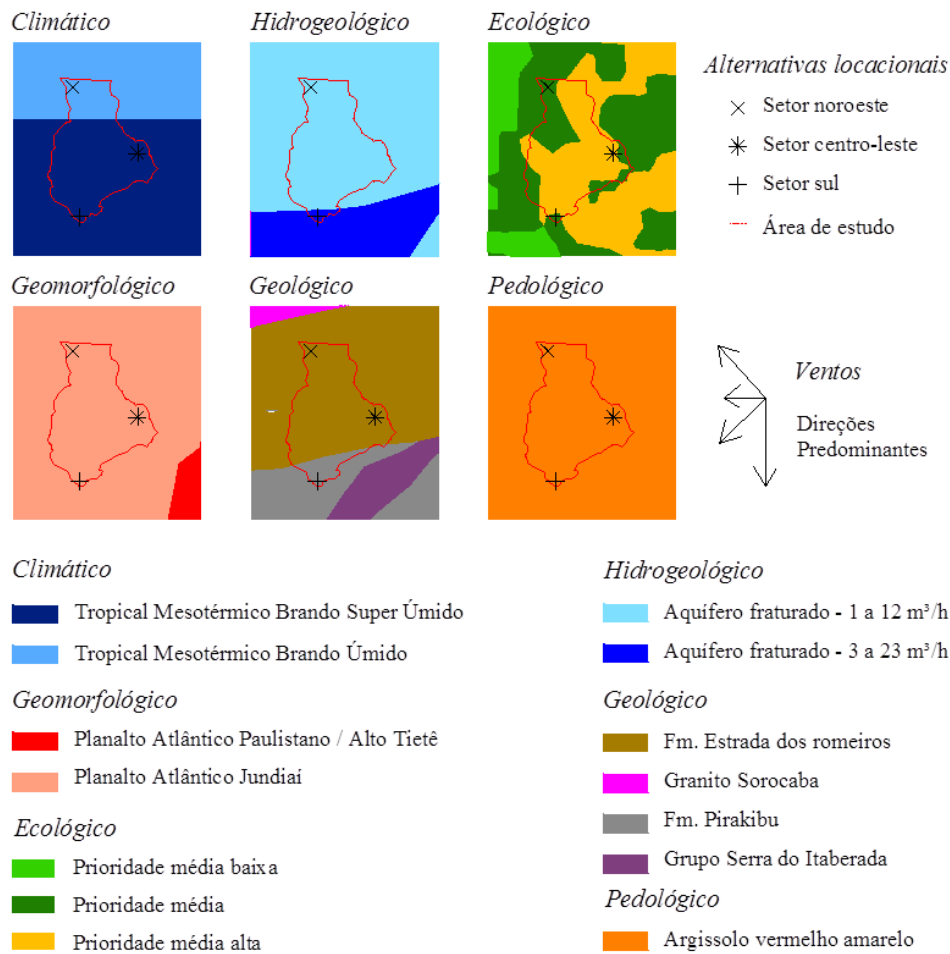 Climático
Hidrogeológico
Ecológico
Alternativas locacionais
Setor noroeste
Setor centro-leste
Setor sul
Área de estudo
Geomorfológico
Geológico
Pedológico
Ventos
Direções
Predominantes
Climático
Tropical Mesotérmico Brando Super Úmido
Tropical Mesotérmico Brando Úmido
Geomorfológico
Planalto Atlântico Paulistano / Alto Tietê
Planalto Atlântico Jundiaí
Ecológico
Prioridade média baixa
Prioridade média
Prioridade média alta
Hidrogeológico
Aquífero fraturado - 1 a 12 m³/h
Aquífero fraturado - 3 a 23 m³/h
Geológico
Fm. Estrada dos romeiros
Granito Sorocaba
Fm. Pirakibu
Grupo Serra do Itaberada
Pedológico
Argissolo vermelho amarelo